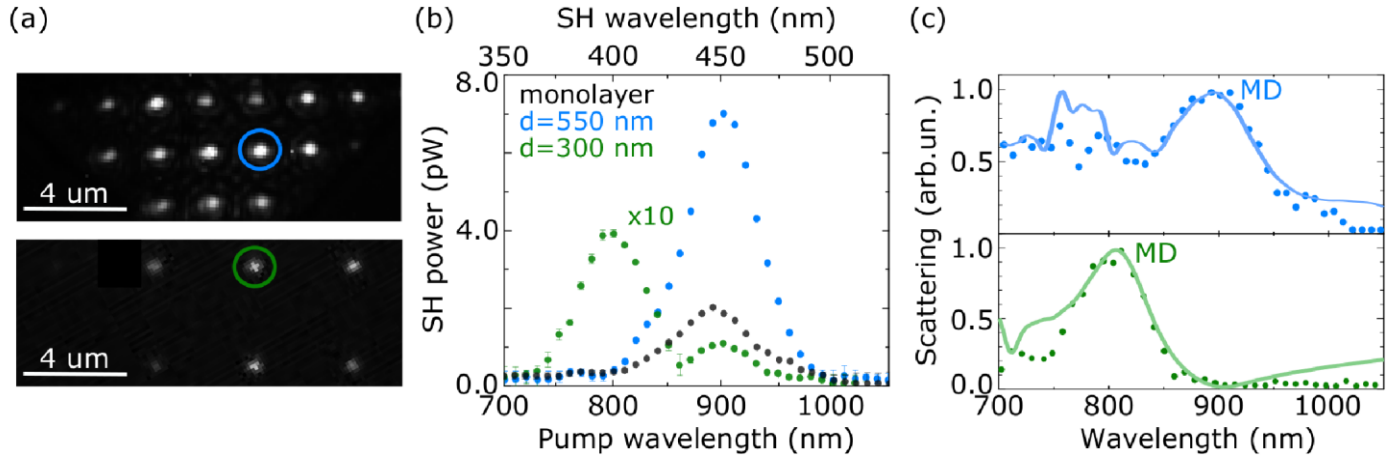 (a)
4 um
4 um
(b)
SH wavelength (nm)
350 400 450 500
8.0
monolayer
d=550 nm
d=300 nm
x10
4.0
0.0
SH power (pW)
700 800 900 1000
Pump wavelength (nm)
(c)
1.0
MD
0.5
0.0
1.0
MD
0.5
0.0
Scattering (arb.un.)
700 800 900 1000
Wavelength (nm)